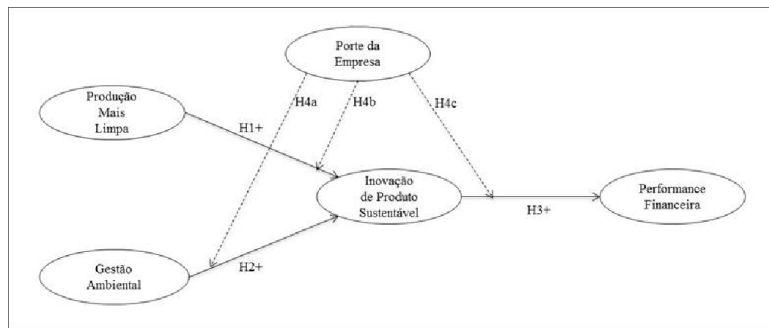 Porte da
Empresa
Produção
Mais
Limpa
H4a
H4b
H4c
H1+
Inovação
de Produto
Sustentável
Performance
Financeira
H3+
H2+
Gestão
Ambiental